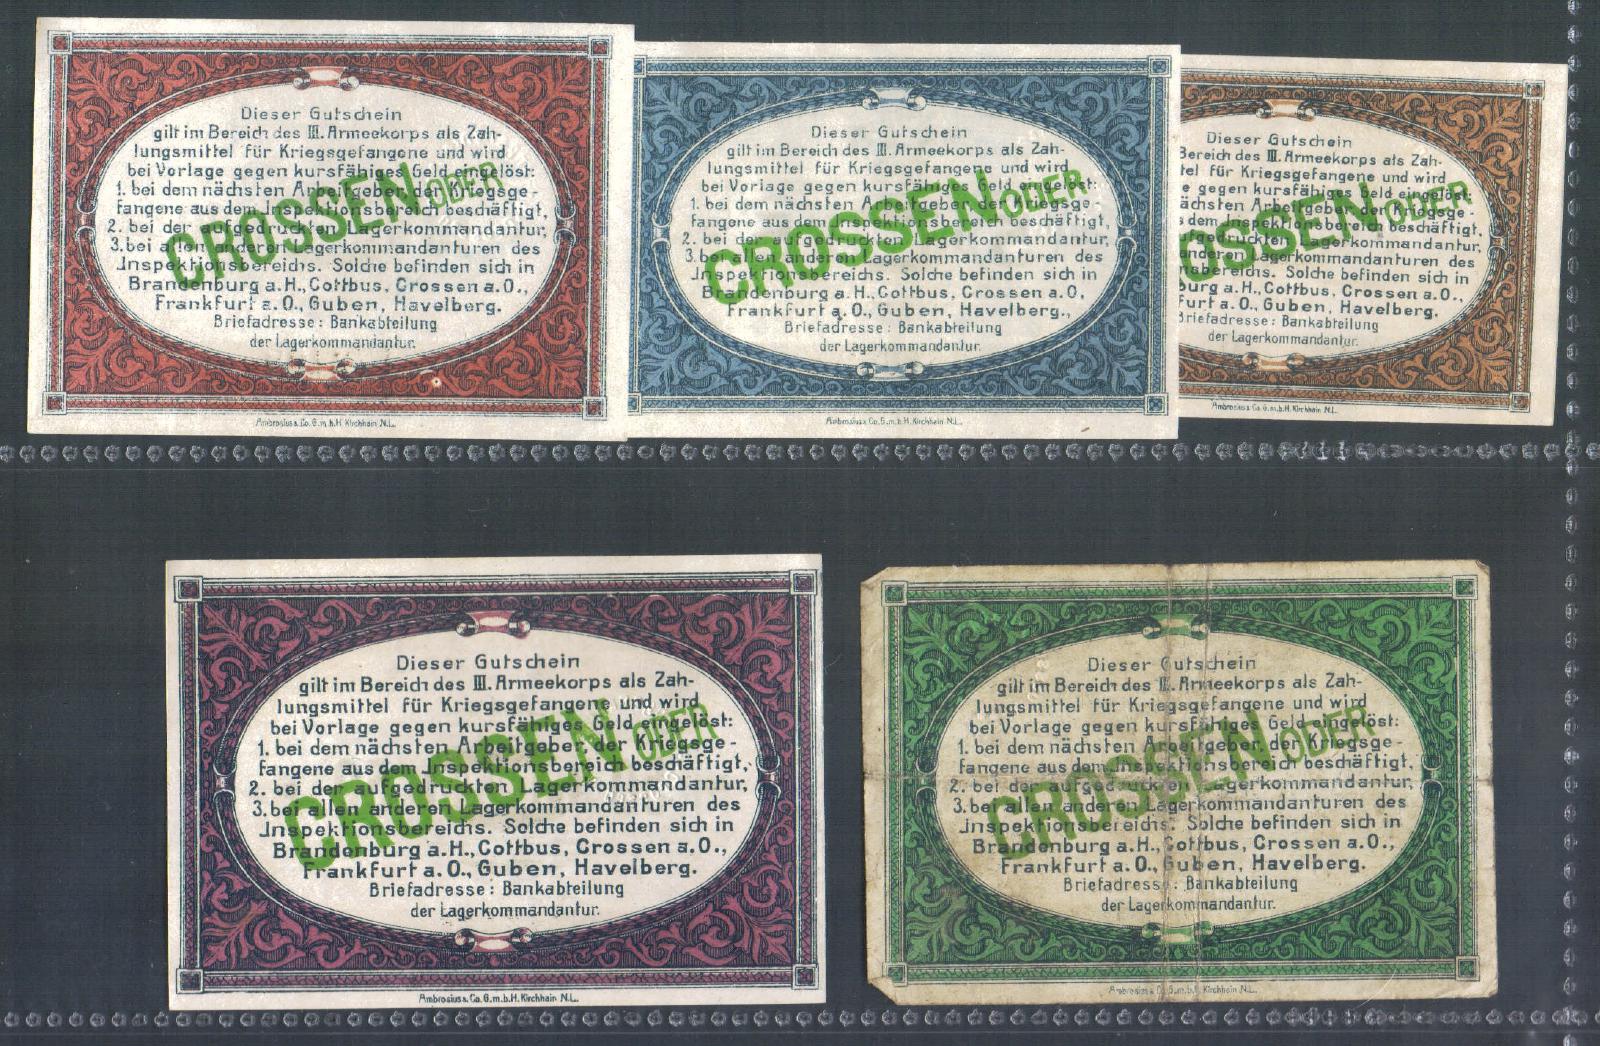 Dieser Gutschein
gilt im Bereich des III. Armeekorps als Zah-
lungsmittel für Kriegsgefangene und wird
bei Vorlage gegen kursfähiges Geld eingelöst:
1. bei dem nächsten Arbeitgeber, der Kriegsge-
fangene aus dem Inspektionsbereich beschäftigt,
2. bei der aufgedruckten Lagerkommandantur,
3. bei allen anderen Lagerkommandanturen des
Inspektionsbereichs. Solche befinden sich in
Brandenburg a.H., Cottbus, Crossen a.O.,
Frankfurt a.O., Guben, Havelberg.
Briefadresse: Bankabteilung
der Lagerkommandantur.
CROSSEN ODER
Ambrosius & Co. G.m.b.H. Kirchhain N.L.
Dieser Gutschein
gilt im Bereich des III. Armeekorps als Zah-
lungsmittel für Kriegsgefangene und wird
bei Vorlage gegen kursfähiges Geld eingelöst:
1. bei dem nächsten Arbeitgeber, der Kriegsge-
fangene aus dem Inspektionsbereich beschäftigt,
2. bei der aufgedruckten Lagerkommandantur,
3. bei allen anderen Lagerkommandanturen des
Inspektionsbereichs. Solche befinden sich in
Brandenburg a.H., Cottbus, Crossen a.O,
Frankfurt a.O., Guben, Havelberg.,
Briefadresse: Bankabteilung
der Lagerkommandantur.
CROSSEN ODER
Ambrosius & Co. G.m.b.H. Kirchhain N.L.
Dieser Gutschein
Bereich des III. Armeekorps als Zah-
tel für Kriegsgefangene und wird
e gegen kursfähiges Geld eingelöst:
ächsten Arbeitgeber, der Kriegsge-
s dem Inspektionsbereich beschäftigt,
ufgedruckten Lagerkommandantur,
anderen Lagerkommandanturen des
nsbereichs. Solche befinden sich in
burg a.H., Cottbus, Crossen a.O.,
furt a.O., Guben, Havelberg.
Briefadresse: Bankabteilung
der Lagerkommandantur.
SSEN ODER
Ambrosius & Co. G.m.b.H. Kirchhain N.L.
Dieser Gutschein
gilt im Bereich des III. Armeekorps als Zah-
lungsmittel für Kriegsgefangene und wird
bei Vorlage gegen kursfähiges Geld eingelöst:
1. bei dem nächsten Arbeitgeber, der Kriegsge-
fangene aus dem Inspektionsbereich beschäftigt,
2. bei der aufgedruckten Lagerkommandantur,
3. bei allen anderen Lagerkommandanturen des
Inspektionsbereichs. Solche befinden sich in
Brandenburg a.H., Cottbus, Crossen a.O.,
Frankfurt a.O., Guben, Havelberg.
Briefadresse: Bankabteilung
der Lagerkommandantur.
CROSSEN ODER
Ambrosius & Co. G.m.b.H. Kirchhain N.L.
Dieser Gutschein
gilt im Bereich des III. Armeekorps als Zah-
lungsmittel für Kriegsgefangene und wird
bei Vorlage gegen kursfähiges Geld eingelöst:
1. bei dem nächsten Arbeitgeber, der Kriegsge-
fangene aus dem Inspektionsbereich beschäftigt,
2. bei der aufgedruckten Lagerkommandantur,
3. bei allen anderen Lagerkommandanturen des
Inspektionsbereichs. Solche befinden sich in
Brandenburg a.H., Cottbus, Crossen a.O.,
Frankfurt a.O., Guben, Havelberg.
Briefadresse: Bankabteilung
der Lagerkommandantur.
CROSSEN ODER
Ambrosius & Co. G.m.b.H. Kirchhain N.L.